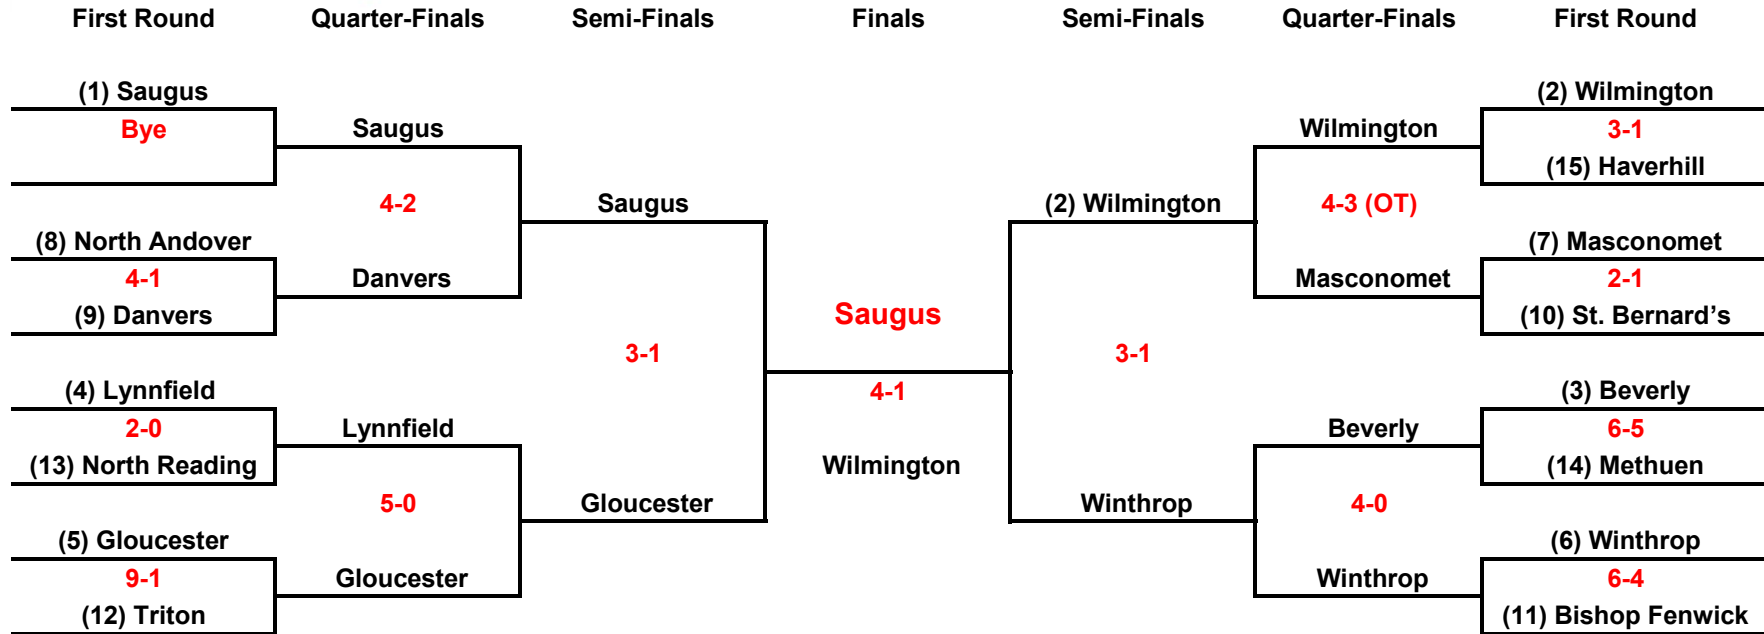 First Round Quarter-Finals Semi-Finals Finals Semi-Finals Quarter-Finals First Round
(1) Saugus (2) Wilmington
Bye Saugus Wilmington 3-1
(15) Haverhill
4-2 Saugus (2) Wilmington 4-3 (OT)
(8) North Andover (7) Masconomet
4-1 Danvers Masconomet 2-1
(9) Danvers Saugus (10) St. Bernard’s
3-1 3-1
(4) Lynnfield 4-1 (3) Beverly
2-0 Lynnfield Beverly 6-5
(13) North Reading Wilmington (14) Methuen
5-0 Gloucester Winthrop 4-0
(5) Gloucester (6) Winthrop
9-1 Gloucester Winthrop 6-4
(12) Triton (11) Bishop Fenwick